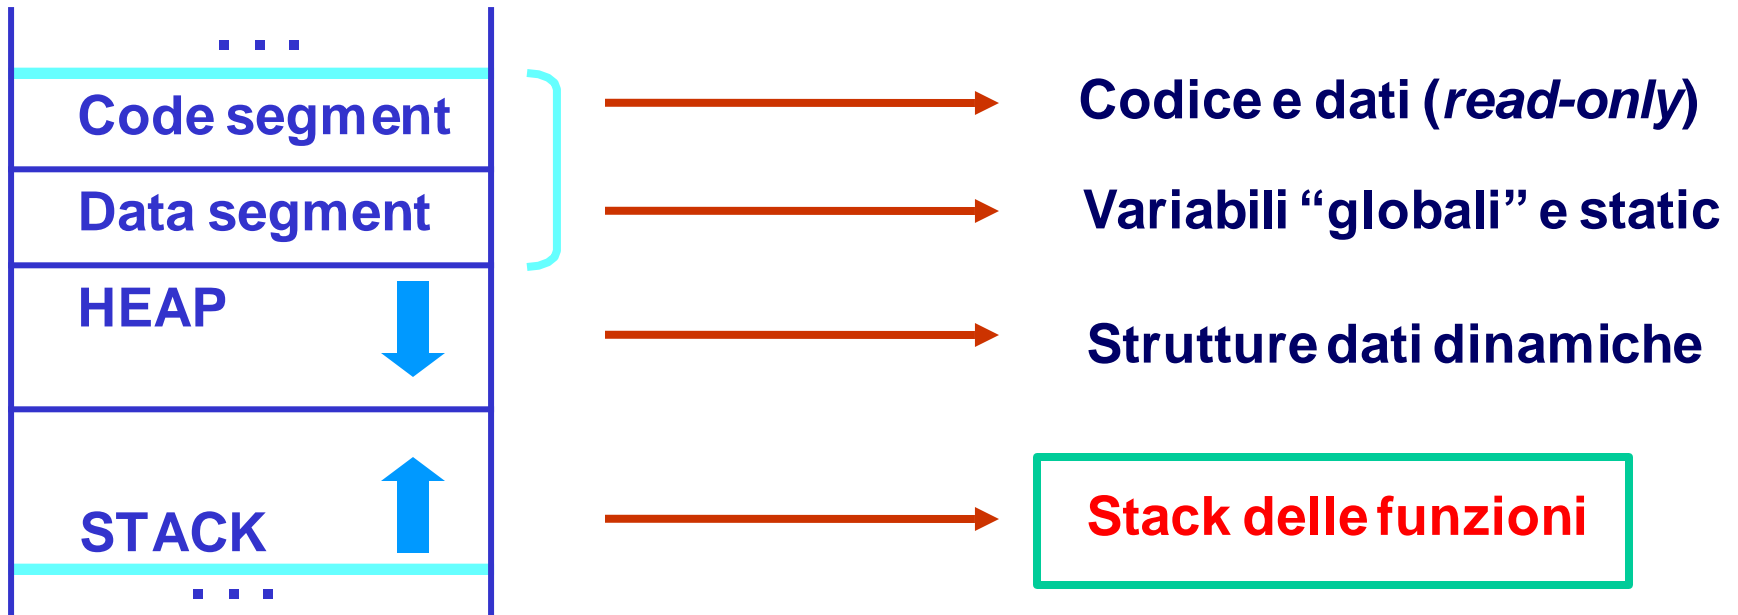 . . .
Code segment
Codice e dati (read-only)
Data segment
Variabili “globali” e static
HEAP
Strutture dati dinamiche
STACK
Stack delle funzioni
. . .